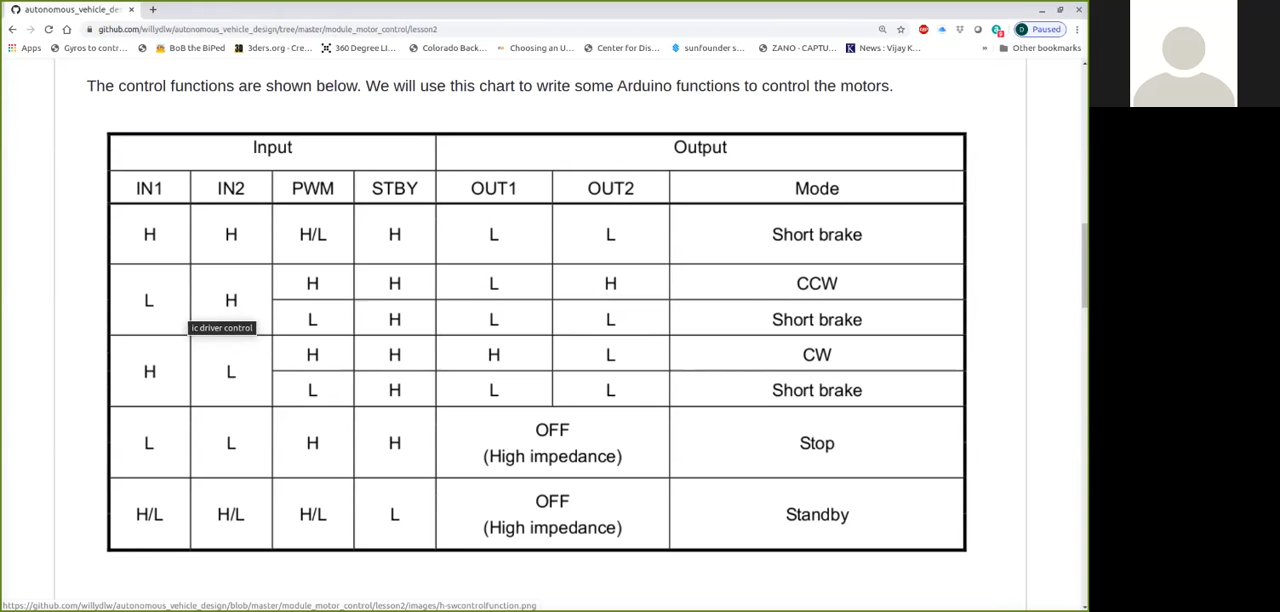 autonomous_vehicle_de
github.com/willydlw/autonomous_vehicle_design/tree/master/module_motor_control/lesson2
Paused
Apps Gyros to contr... BoB the BiPed 3ders.org - Cre... 360 Degree LI... Colorado Back... Choosing an U... Center for Dis... sunfounder s... ZANO - CAPTU... News : Vijay K... » Other bookmarks
The control functions are shown below. We will use this chart to write some Arduino functions to control the motors.
Input Output
IN1 IN2 PWM STBY OUT1 OUT2 Mode
H H H/L H L L Short brake
L H H H L H CCW
L H L L Short brake
H L H H H L CW
L H L L Short brake
L L H H OFF (High impedance) Stop
H/L H/L H/L L OFF (High impedance) Standby
ic driver control
https://github.com/willydlw/autonomous_vehicle_design/blob/master/module_motor_control/lesson2/images/h-swcontrolfunction.png